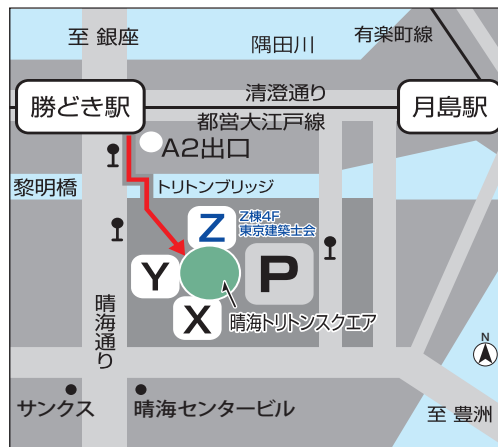 至 銀座
隅田川
有楽町線
清澄通り
勝どき駅
月島駅
都営大江戸線
A2出口
黎明橋
トリトンブリッジ
Z
Z棟4F
東京建築士会
Y
P
X
晴海トリトンスクエア
晴海通り
N
サンクス
晴海センタービル
至 豊洲